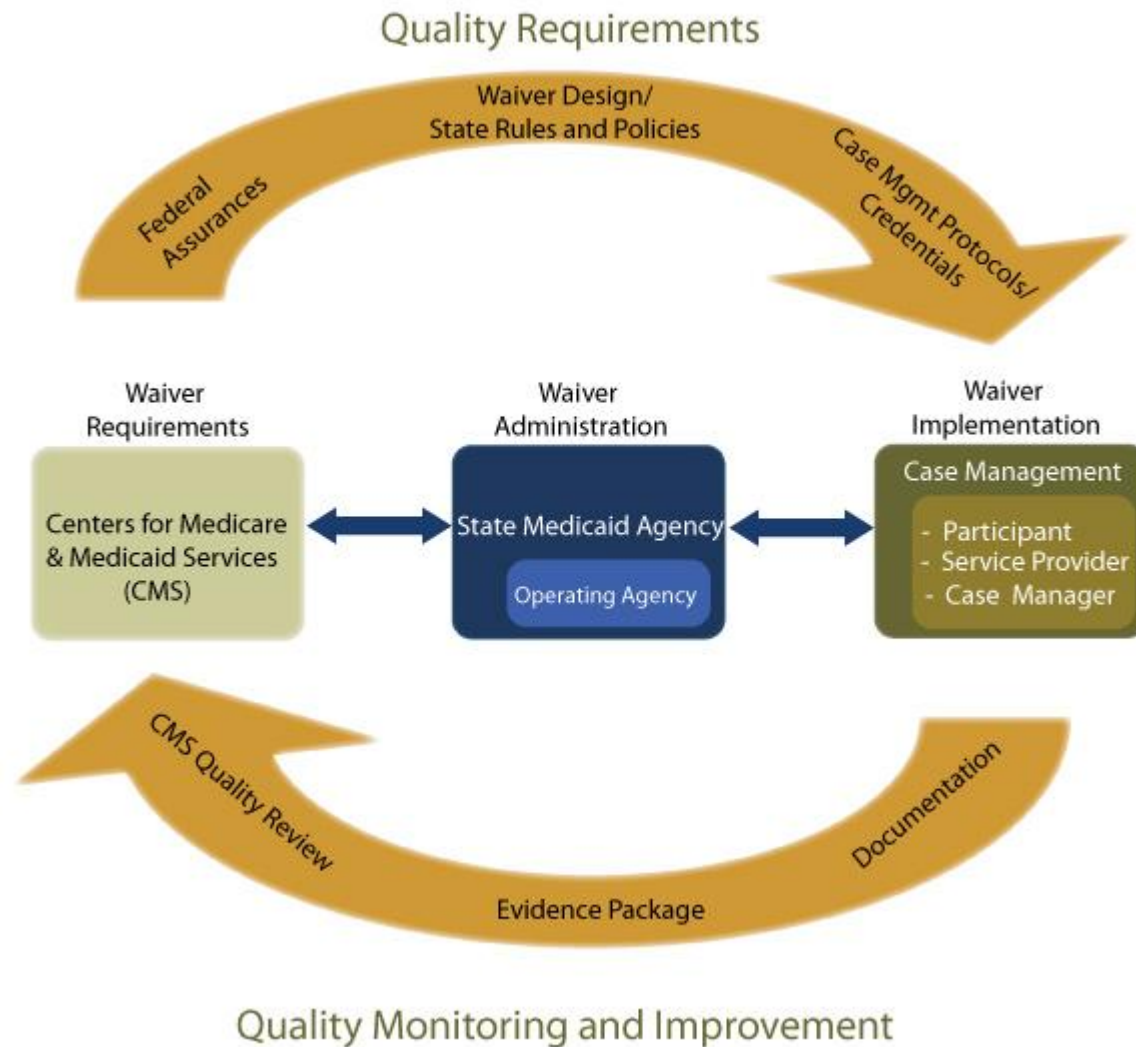 Quality Requirements
Waiver Design/
State Rules and Policies
Federal
Assurances
Case Mgmt Protocols/
Credentials
Waiver
Requirements
Centers for Medicare
& Medicaid Services
(CMS)
Waiver
Administration
State Medicaid Agency
Operating Agency
Waiver
Implementation
Case Management
- Participant
- Service Provider
- Case Manager
CMS Quality Review
Evidence Package
Documentation
Quality Monitoring and Improvement